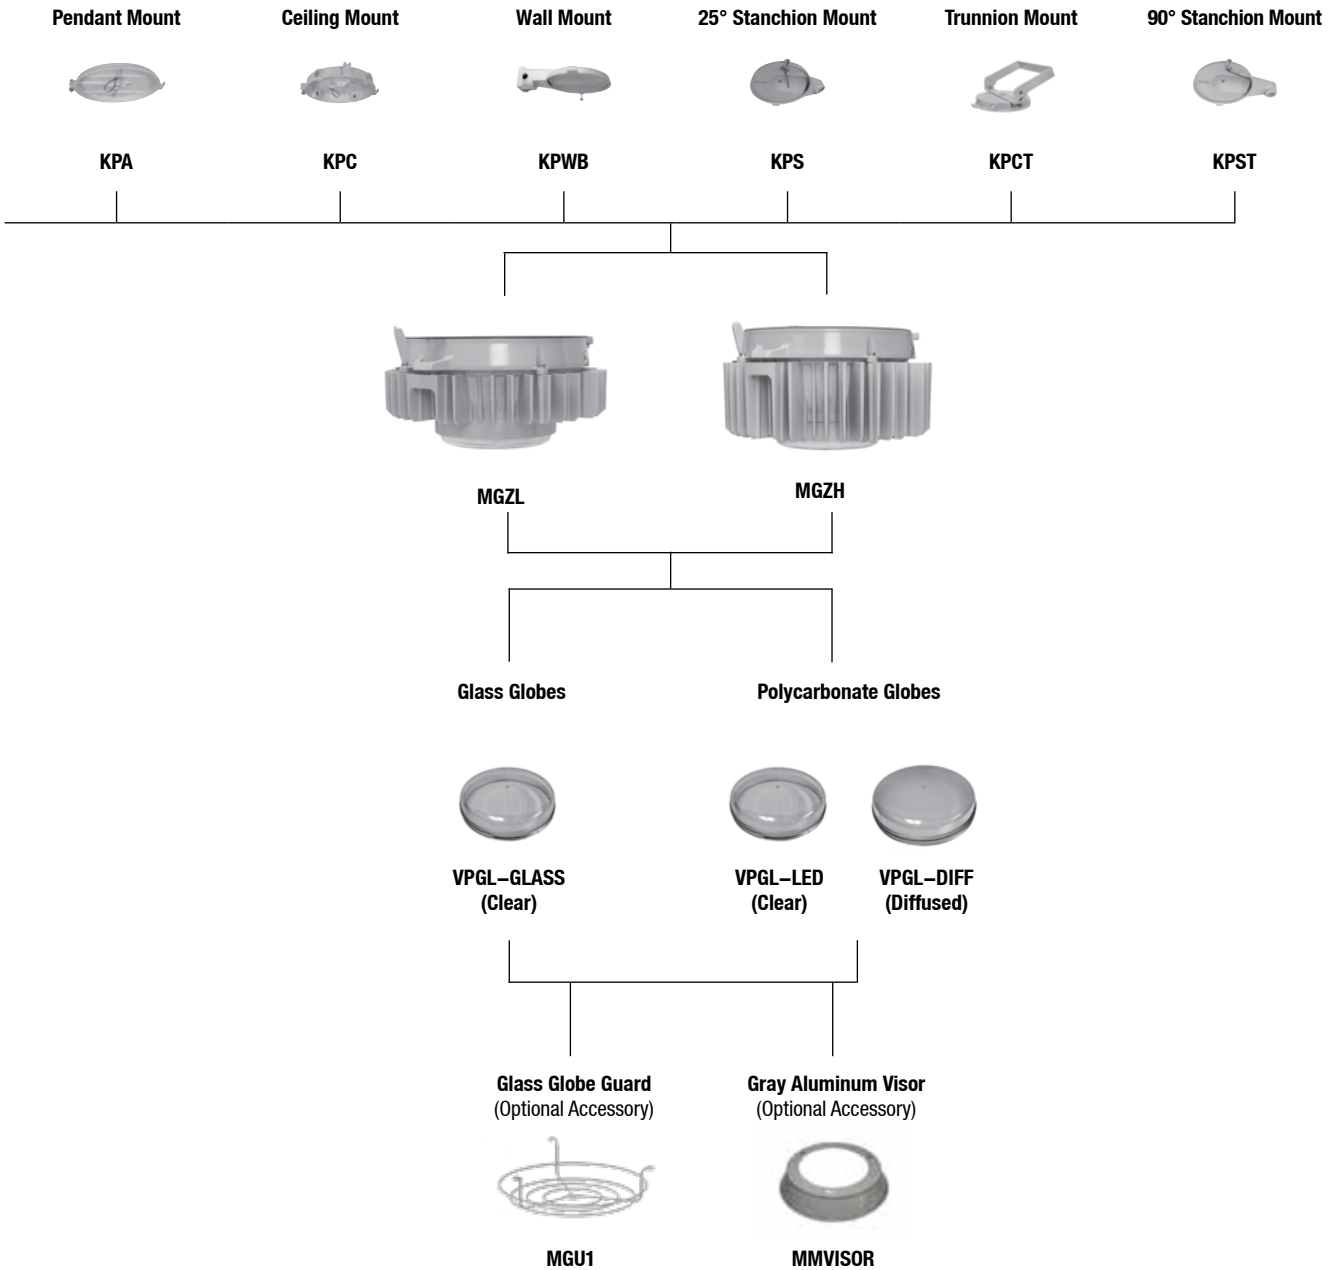 Pendant Mount
Ceiling Mount
Wall Mount
25° Stanchion Mount
Trunnion Mount
90° Stanchion Mount
KPA
KPC
KPWB
KPS
KPCT
KPST
MGZL
MGZH
Glass Globes
Polycarbonate Globes
VPGL–GLASS
(Clear)
VPGL–LED
(Clear)
VPGL–DIFF
(Diffused)
Glass Globe Guard
(Optional Accessory)
Gray Aluminum Visor
(Optional Accessory)
MGU1
MMVISOR